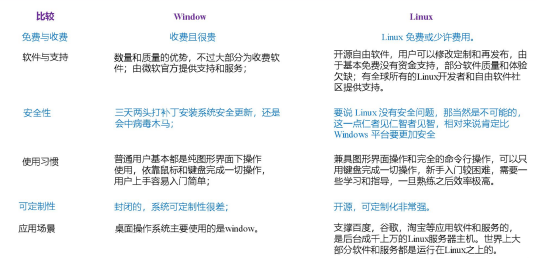 比较 Window Linux
免费与收费 收费且很贵 Linux 免费或少许费用。
软件与支持 数量和质量的优势，不过大部分为收费软件；由微软官方提供支持和服务； 开源自由软件，用户可以修改定制和再发布，由于基本免费没有资金支持，部分软件质量和体验欠缺；有全球所有的Linux开发者和自由软件社区提供支持。
安全性 三天两头打补丁安装系统安全更新，还是会中病毒木马； 要说 Linux 没有安全问题，那当然是不可能的，这一点仁者见仁智者见智，相对来说肯定比 Windows 平台要更加安全
使用习惯 普通用户基本都是纯图形界面下操作使用，依靠鼠标和键盘完成一切操作，用户上手容易入门简单； 兼具图形界面操作和完全的命令行操作，可以只用键盘完成一切操作，新手入门较困难，需要一些学习和指导，一旦熟练之后效率极高。
可定制性 封闭的，系统可定制性很差； 开源，可定制化非常强。
应用场景 桌面操作系统主要使用的是window。 支撑百度，谷歌，淘宝等应用软件和服务的，是后台成千上万的Linux服务器主机。世界上大部分软件和服务都是运行在Linux之上的。